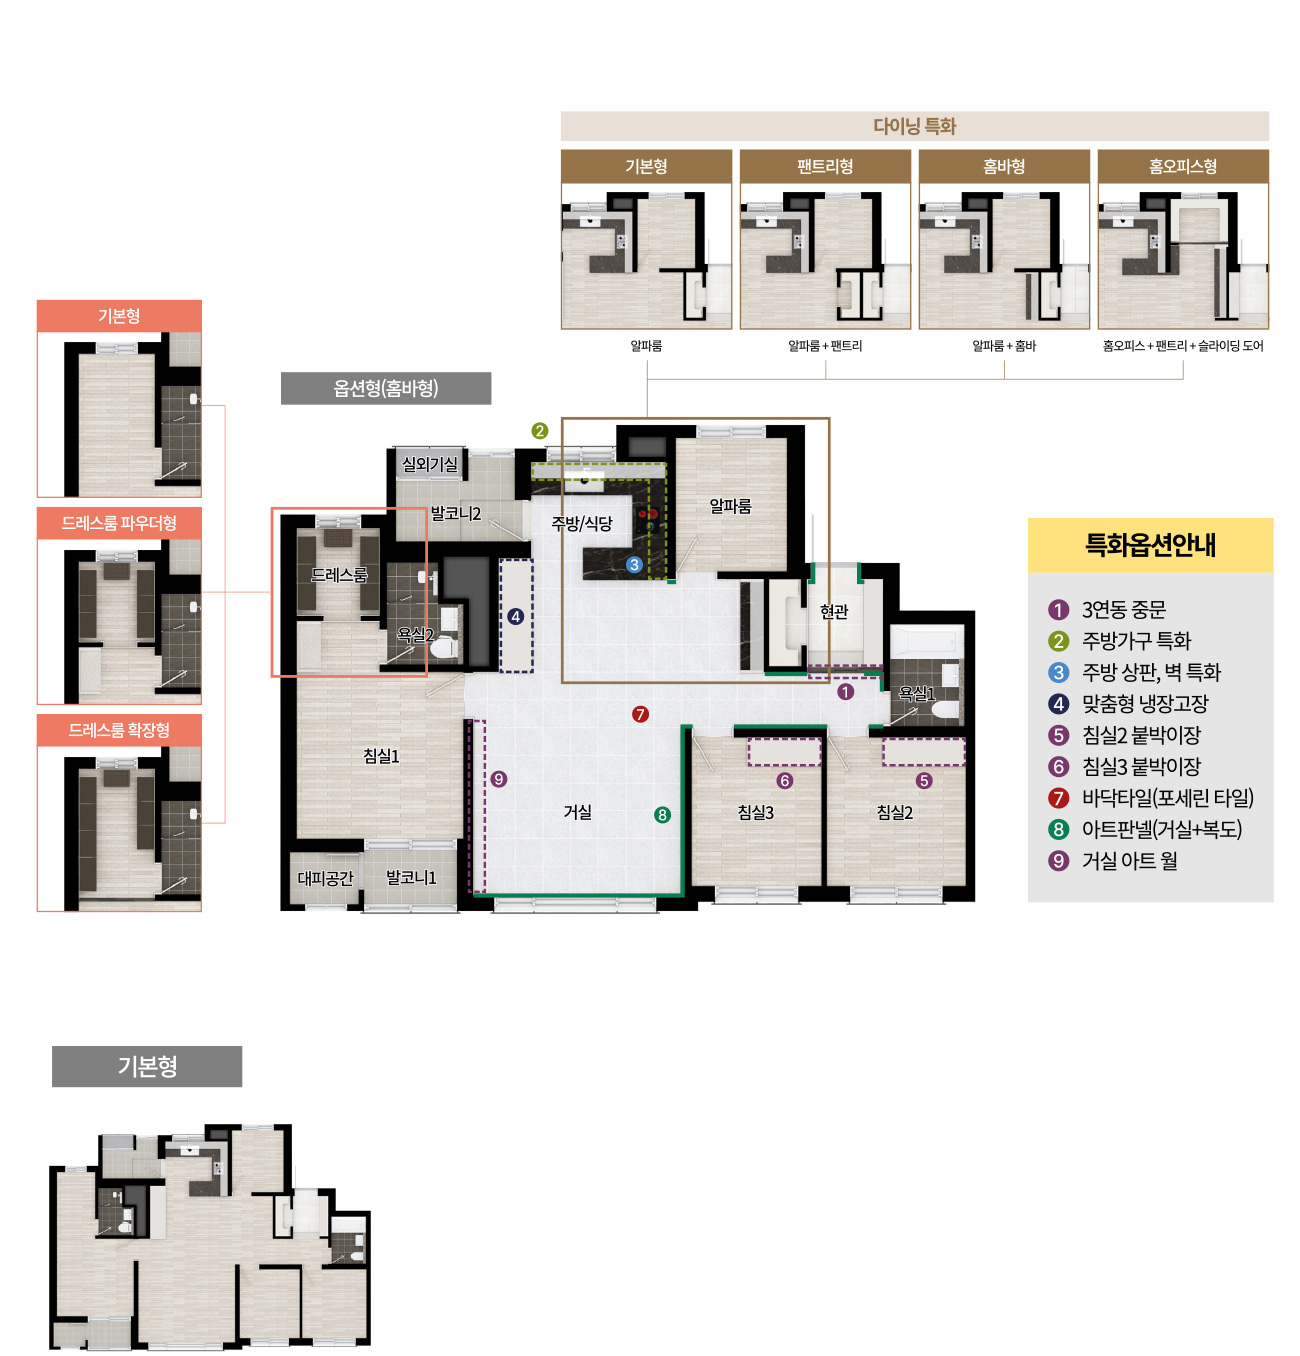 다이닝 특화
기본형
팬트리형
홈바형
홈오피스형
알파룸
알파룸 + 팬트리
알파룸 + 홈바
홈오피스 + 팬트리 + 슬라이딩 도어
기본형
드레스룸 파우더형
드레스룸 확장형
옵션형(홈바형)
2
실외기실
발코니2
주방/식당
알파룸
3
드레스룸
4
현관
욕실2
1
욕실1
7
침실1
9
6
5
거실
8
침실3
침실2
대피공간
발코니1
특화옵션안내
1 3연동 중문
2 주방가구 특화
3 주방 상판, 벽 특화
4 맞춤형 냉장고장
5 침실2 붙박이장
6 침실3 붙박이장
7 바닥타일(포세린 타일)
8 아트판넬(거실+복도)
9 거실 아트 월
기본형